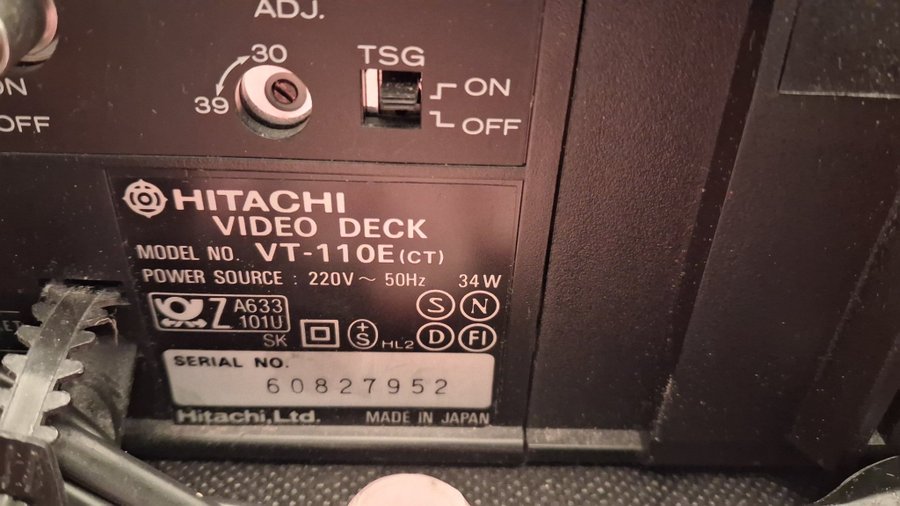 ADJ.
30
39
TSG
ON
OFF
ON
OFF
HITACHI
VIDEO DECK
MODEL NO. VT-110E(CT)
POWER SOURCE : 220V~ 50Hz 34W
Z A633
101U
SK
+
S
HL2
S N
D FI
SERIAL NO.
60827952
Hitachi,Ltd. MADE IN JAPAN